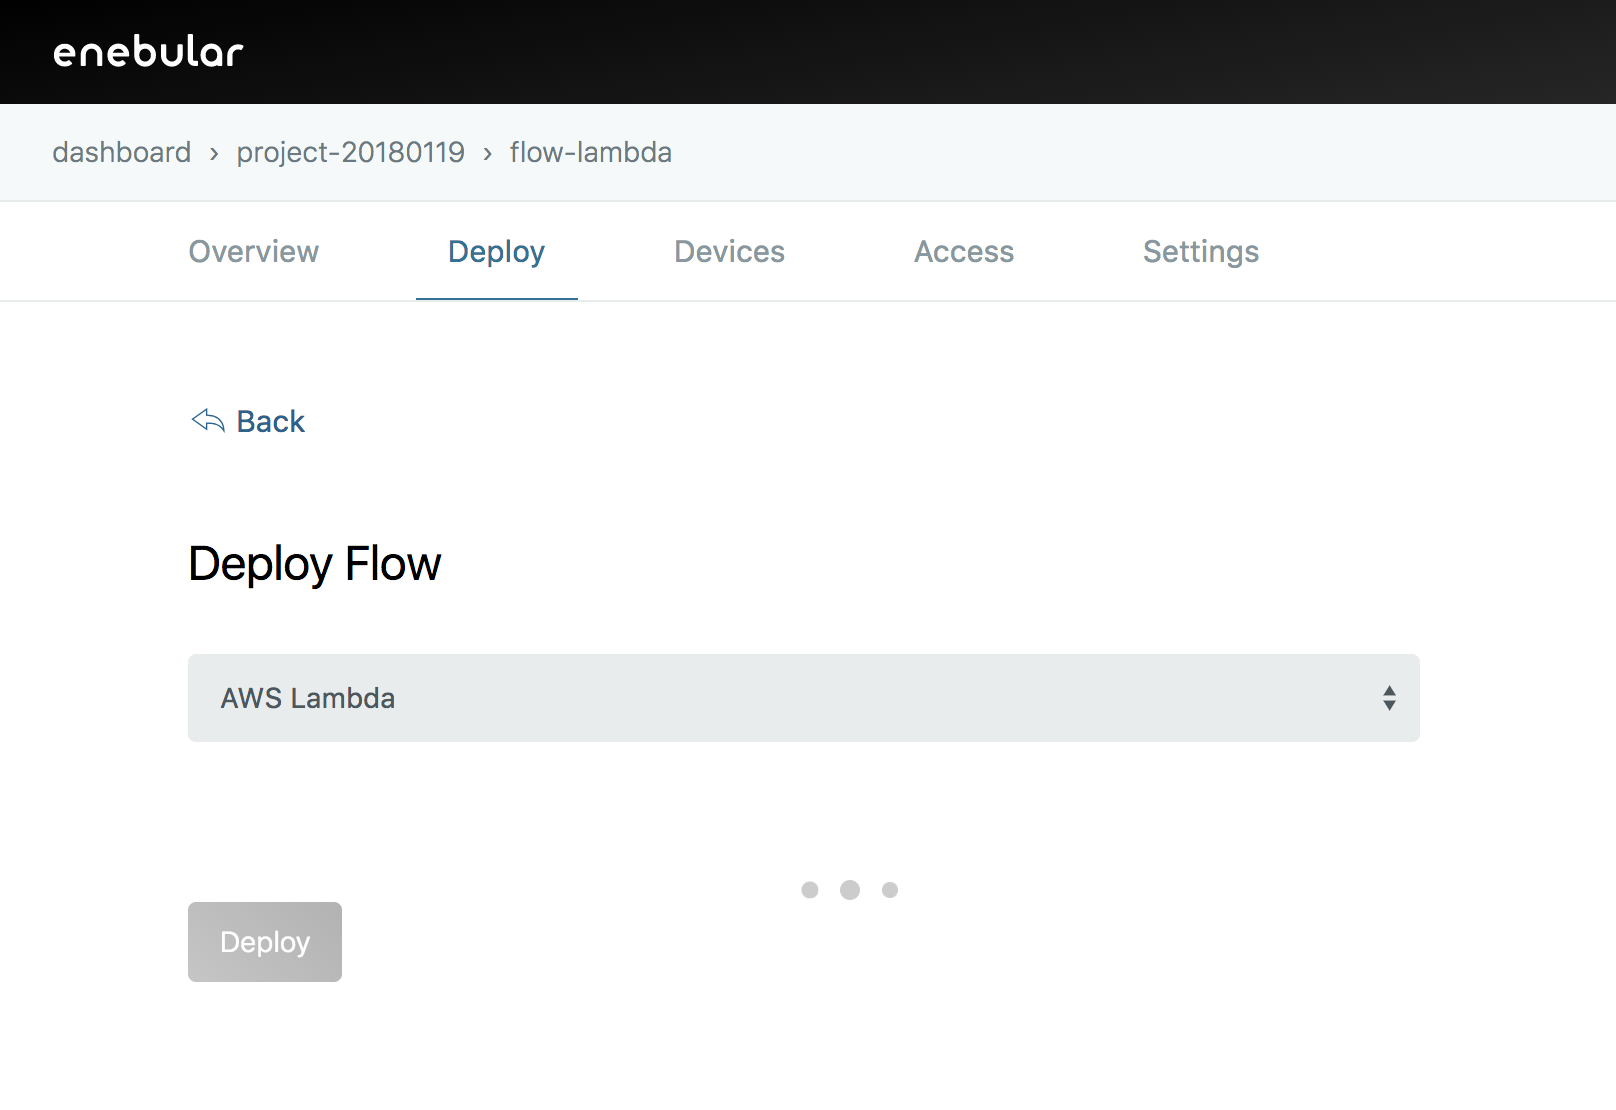 enebular
dashboard › project-20180119 › flow-lambda
Overview Deploy Devices Access Settings
Back
Deploy Flow
AWS Lambda
Deploy